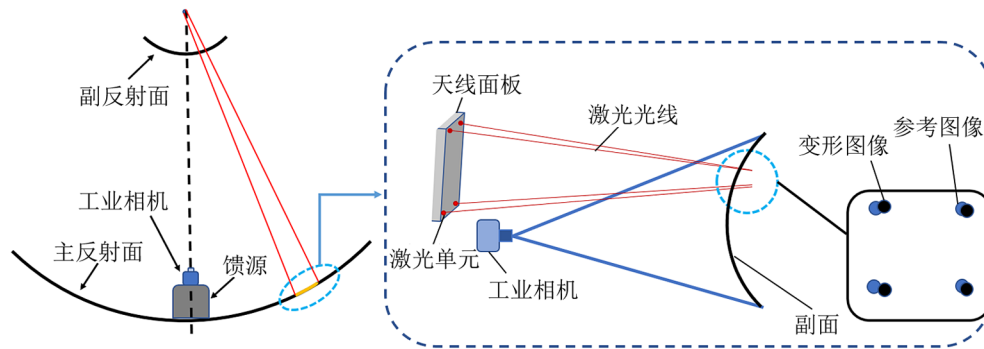 副反射面
工业相机
主反射面
馈源
天线面板
激光光线
激光单元
工业相机
副面
变形图像
参考图像